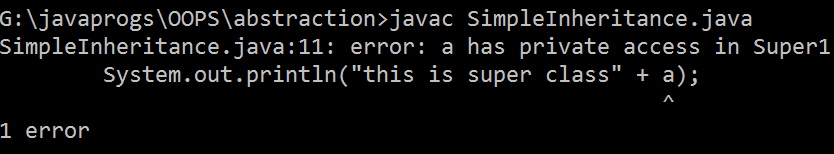 G:\javaprogs\OOPS\abstraction>javac SimpleInheritance.java
SimpleInheritance.java:11: error: a has private access in Super1
        System.out.println("this is super class" + a);
                                                   ^
1 error